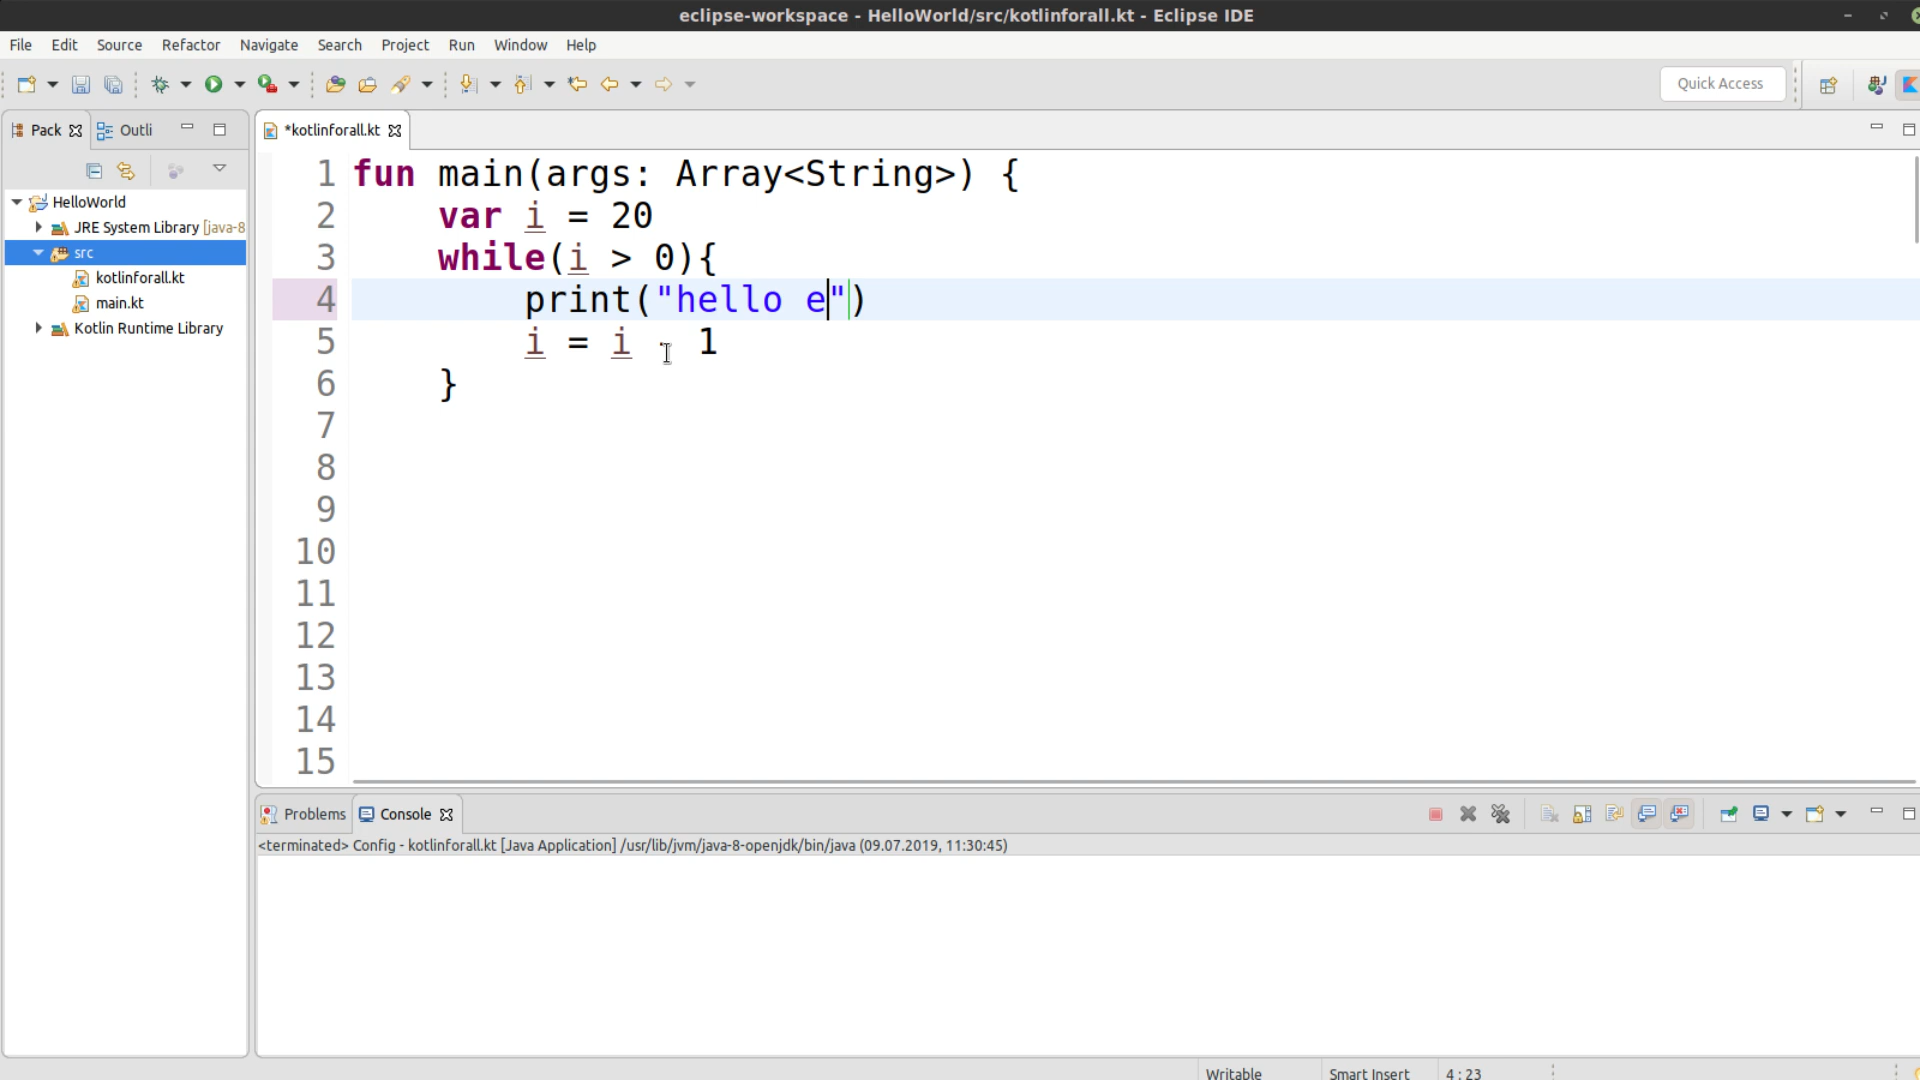 eclipse-workspace - HelloWorld/src/kotlinforall.kt - Eclipse IDE
File Edit Source Refactor Navigate Search Project Run Window Help
Quick Access
Pack Outli
*kotlinforall.kt
HelloWorld
JRE System Library [java-8
src
kotlinforall.kt
main.kt
Kotlin Runtime Library
1 fun main(args: Array<String>) {
2 var i = 20
3 while(i > 0){
4 print("hello e")
5 i = i - 1
6 }
7
8
9
10
11
12
13
14
15
Problems Console
<terminated> Config - kotlinforall.kt [Java Application] /usr/lib/jvm/java-8-openjdk/bin/java (09.07.2019, 11:30:45)
Writable Smart Insert 4 : 23